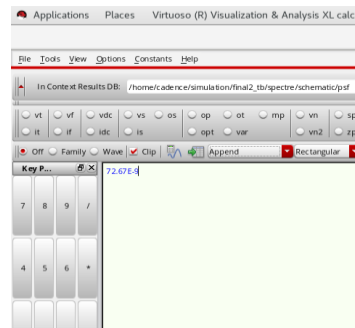 Applications Places Virtuoso (R) Visualization & Analysis XL calc
File Tools View Options Constants Help
In Context Results DB: /home/cadence/simulation/final2_tb/spectre/schematic/psf
vt vf vdc vs os op ot mp vn sp
it if idc is opt var vn2 zp
Off Family Wave Clip Append Rectangular
Key P...
72.67E-9
7 8 9 /
4 5 6 *